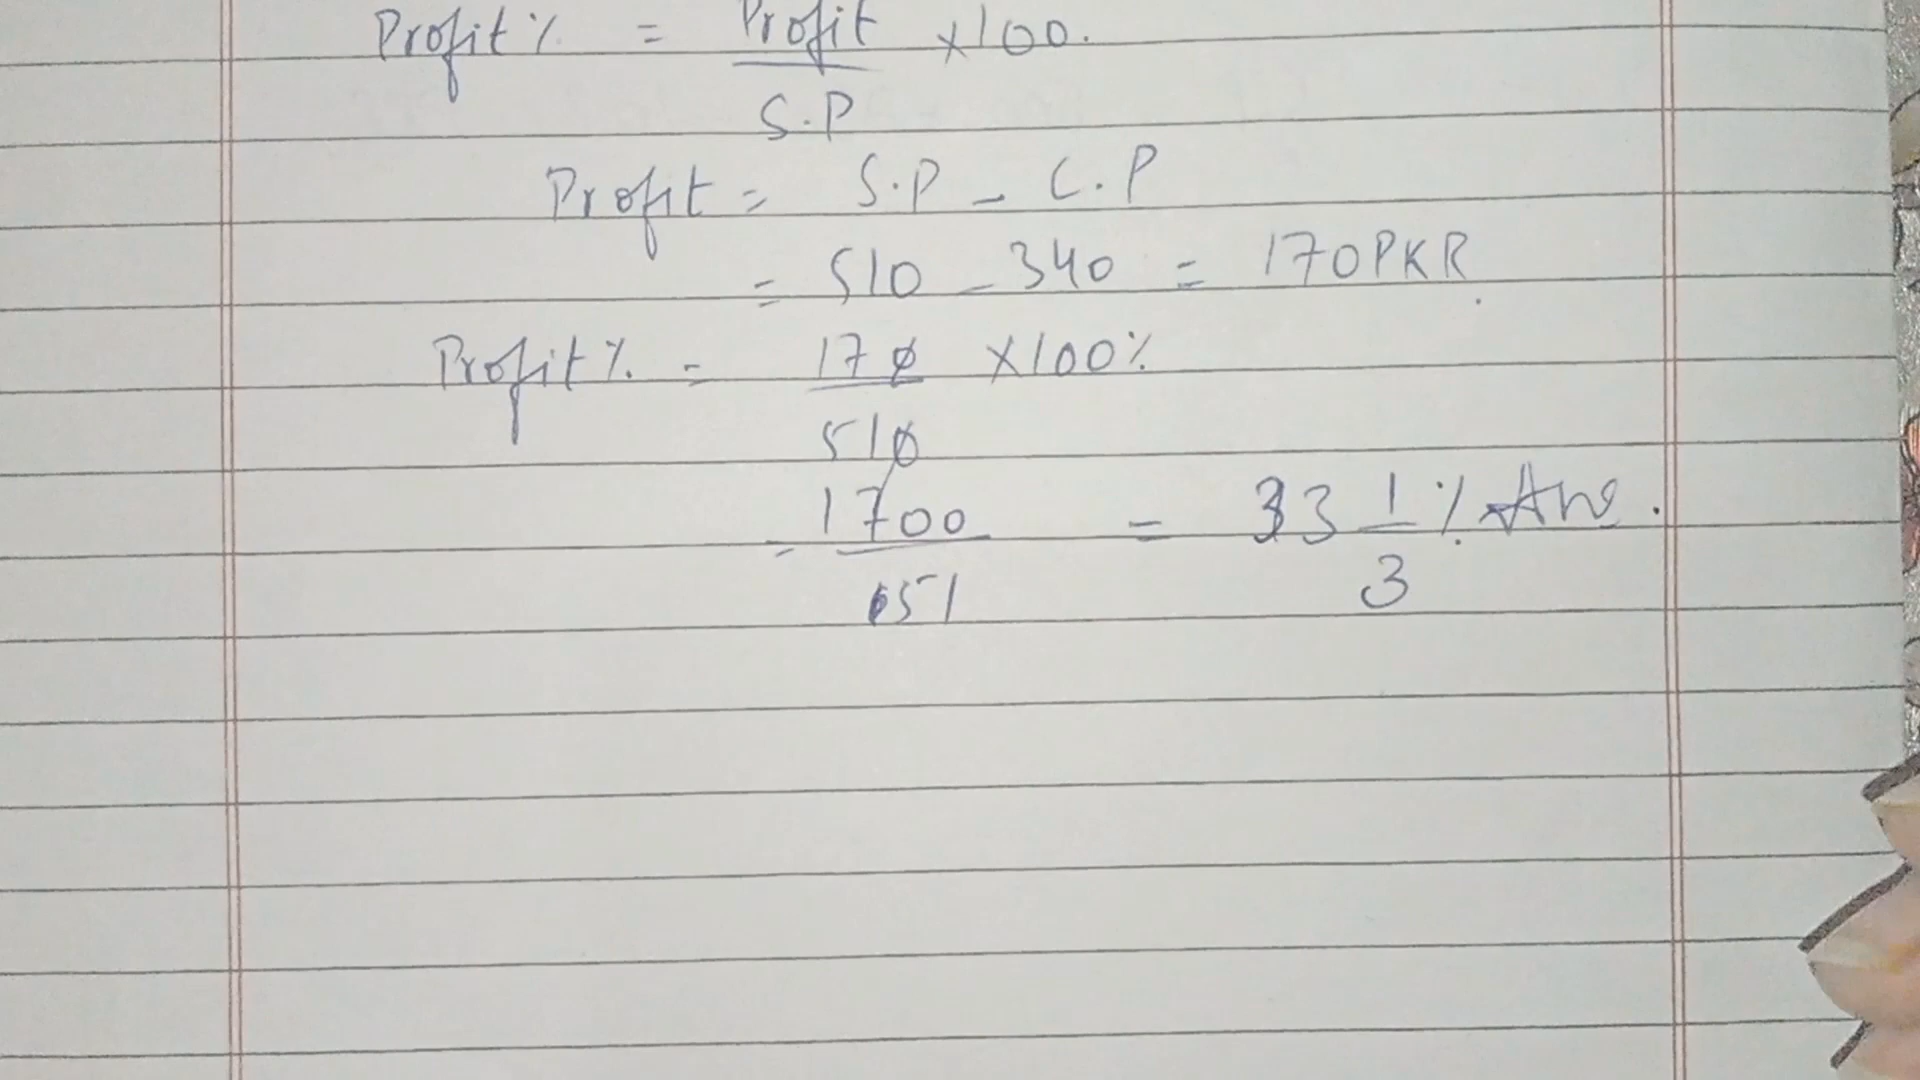 Profit % = Profit/S.P ×100.
Profit = S.P - C.P
= 510 - 340 = 170PKR.
Profit %. = 170/510 ×100%
= 1700/51 = 33 1/3 %. Ans.